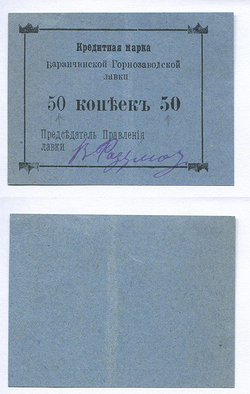 Кредитная марка
Баранчинской Горнозаводской
лавки
50 копѣекъ 50
Предсѣдатель Правленія
лавки